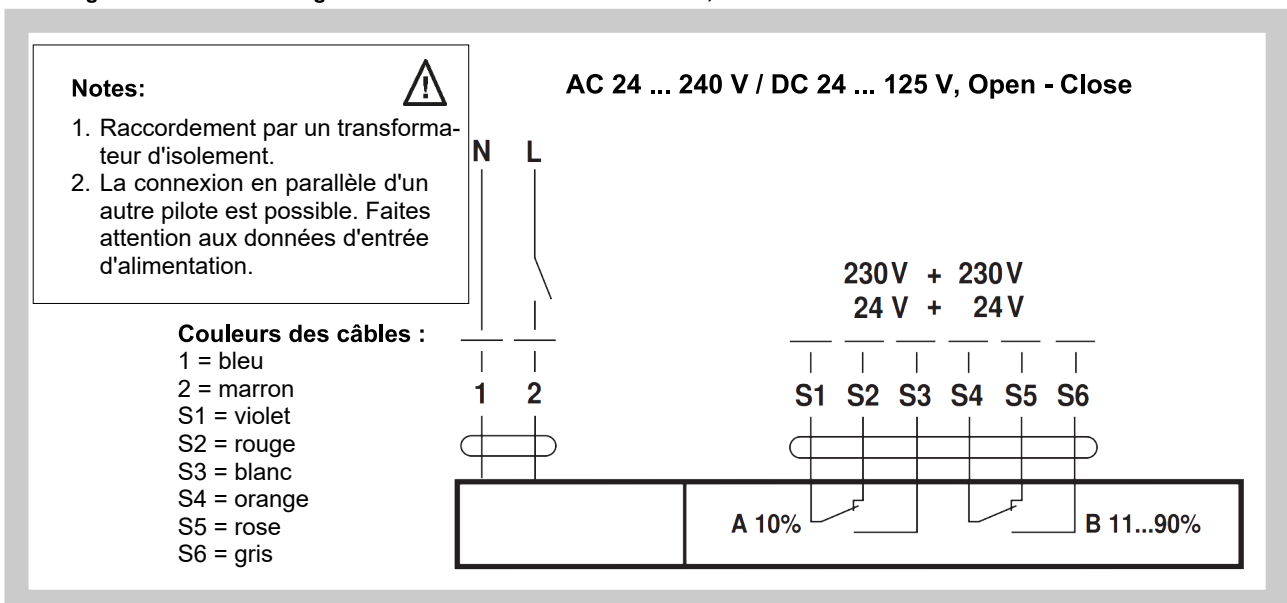 Notes:
1. Raccordement par un transforma-
teur d'isolement.
2. La connexion en parallèle d'un
autre pilote est possible. Faites
attention aux données d'entrée
d'alimentation.
AC 24 ... 240 V / DC 24 ... 125 V, Open - Close
N L
230 V + 230 V
24 V + 24 V
Couleurs des câbles :
1 = bleu
2 = marron
S1 = violet
S2 = rouge
S3 = blanc
S4 = orange
S5 = rose
S6 = gris
1 2
S1 S2 S3 S4 S5 S6
A 10%
B 11...90%